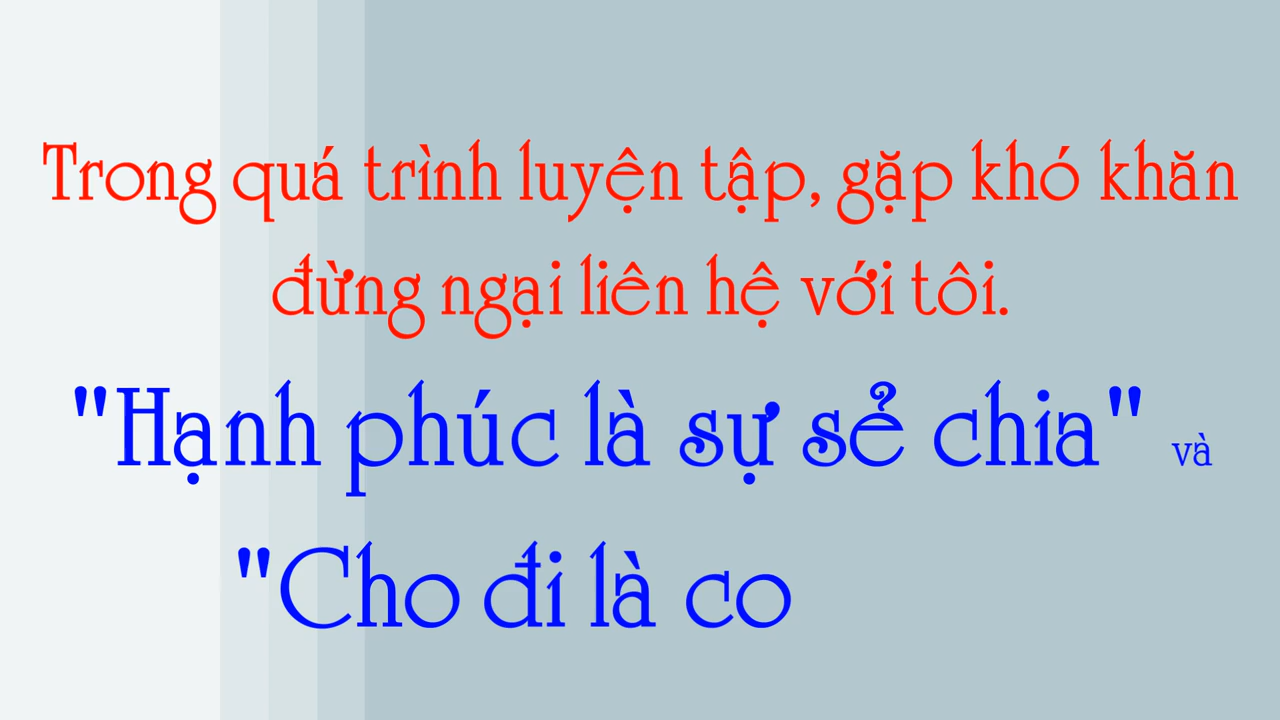 Trong quá trình luyện tập, gặp khó khăn
đừng ngại liên hệ với tôi.
"Hạnh phúc là sự sẻ chia" và
"Cho đi là co